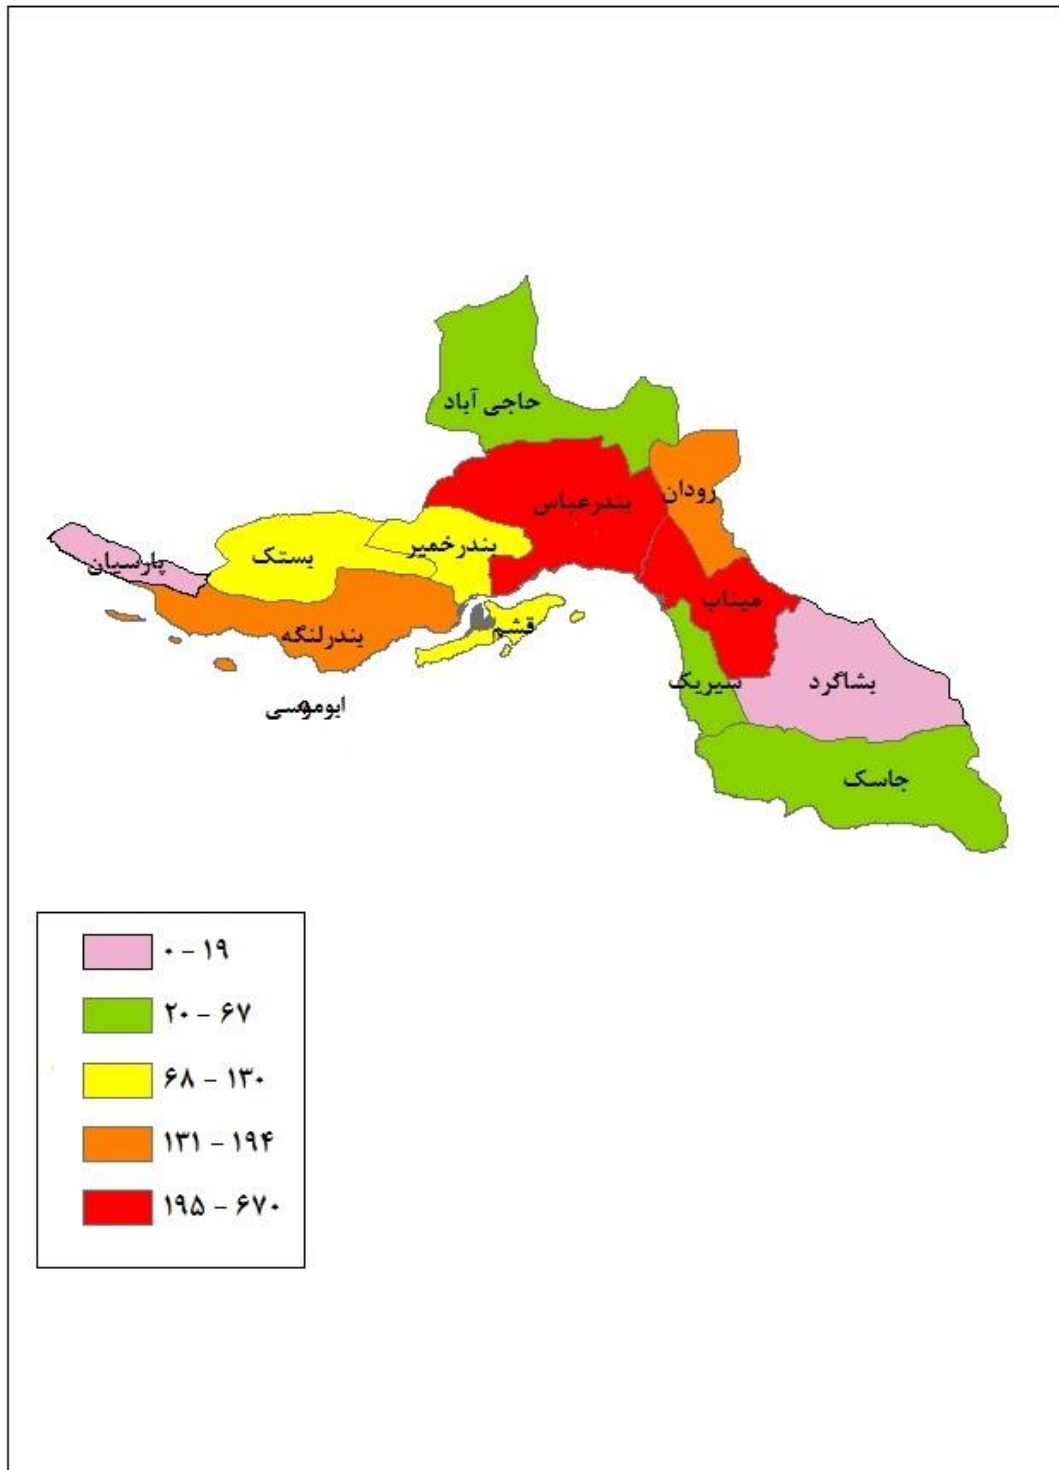 حاجی آباد
رودان
بندرعباس
بندرخمیر
بستک
پارسیان
میناب
قشم
بندرلنگه
بشاگرد
سیریک
ابوموسی
جاسک
۰ – ۱۹
۲۰ – ۶۷
۶۸ – ۱۳۰
۱۳۱ – ۱۹۴
۱۹۵ – ۶۷۰